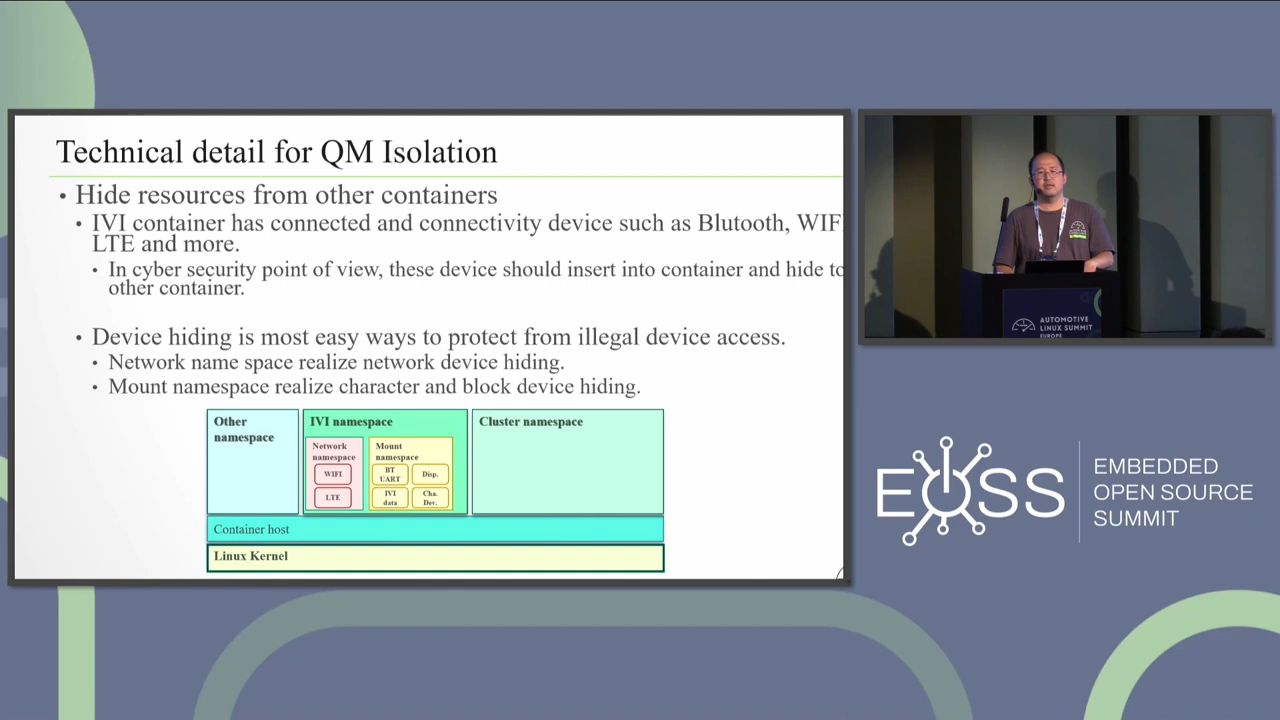 Technical detail for QM Isolation
• Hide resources from other containers
• IVI container has connected and connectivity device such as Blutooth, WIF
LTE and more.
• In cyber security point of view, these device should insert into container and hide to
other container.
• Device hiding is most easy ways to protect from illegal device access.
• Network name space realize network device hiding.
• Mount namespace realize character and block device hiding.
Other
namespace
IVI namespace
Network
namespace
WIFI
LTE
Mount
namespace
BT
UART
Disp.
IVI
data
Cha.
Dev.
Cluster namespace
Container host
Linux Kernel
AUTOMOTIVE
LINUX SUMMIT
EUROPE
EOSS
EMBEDDED
OPEN SOURCE
SUMMIT